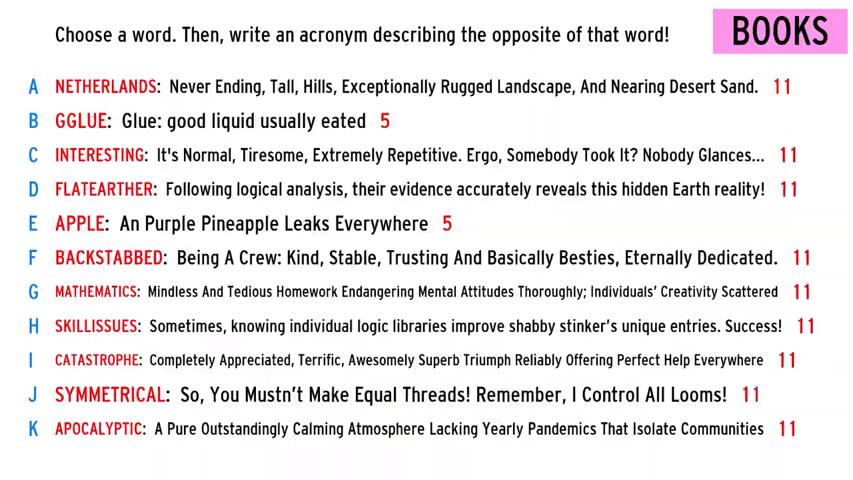 Choose a word. Then, write an acronym describing the opposite of that word!
BOOKS
A NETHERLANDS: Never Ending, Tall, Hills, Exceptionally Rugged Landscape, And Nearing Desert Sand. 11
B GGLUE: Glue: good liquid usually eated 5
C INTERESTING: It's Normal, Tiresome, Extremely Repetitive. Ergo, Somebody Took It? Nobody Glances... 11
D FLATEARTHER: Following logical analysis, their evidence accurately reveals this hidden Earth reality! 11
E APPLE: An Purple Pineapple Leaks Everywhere 5
F BACKSTABBED: Being A Crew: Kind, Stable, Trusting And Basically Besties, Eternally Dedicated. 11
G MATHEMATICS: Mindless And Tedious Homework Endangering Mental Attitudes Thoroughly; Individuals' Creativity Scattered 11
H SKILLISSUES: Sometimes, knowing individual logic libraries improve shabby stinker's unique entries. Success! 11
I CATASTROPHE: Completely Appreciated, Terrific, Awesomely Superb Triumph Reliably Offering Perfect Help Everywhere 11
J SYMMETRICAL: So, You Mustn't Make Equal Threads! Remember, I Control All Looms! 11
K APOCALYPTIC: A Pure Outstandingly Calming Atmosphere Lacking Yearly Pandemics That Isolate Communities 11